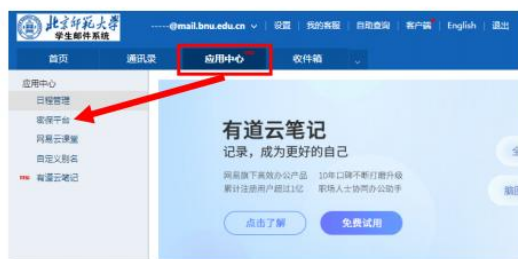 北京师范大学
学生邮件系统
-----@mail.bnu.edu.cn 设置 我的客服 自助查询 客户端 English 退出
首页 通讯录 应用中心 收件箱
应用中心
日程管理
密保平台
网易云课堂
自定义别名
有道云笔记
有道云笔记
记录，成为更好的自己
网易旗下高效办公产品 10年口碑不断打磨升级
累计注册用户超过1亿 职场人士协同办公助手
点击了解 免费试用